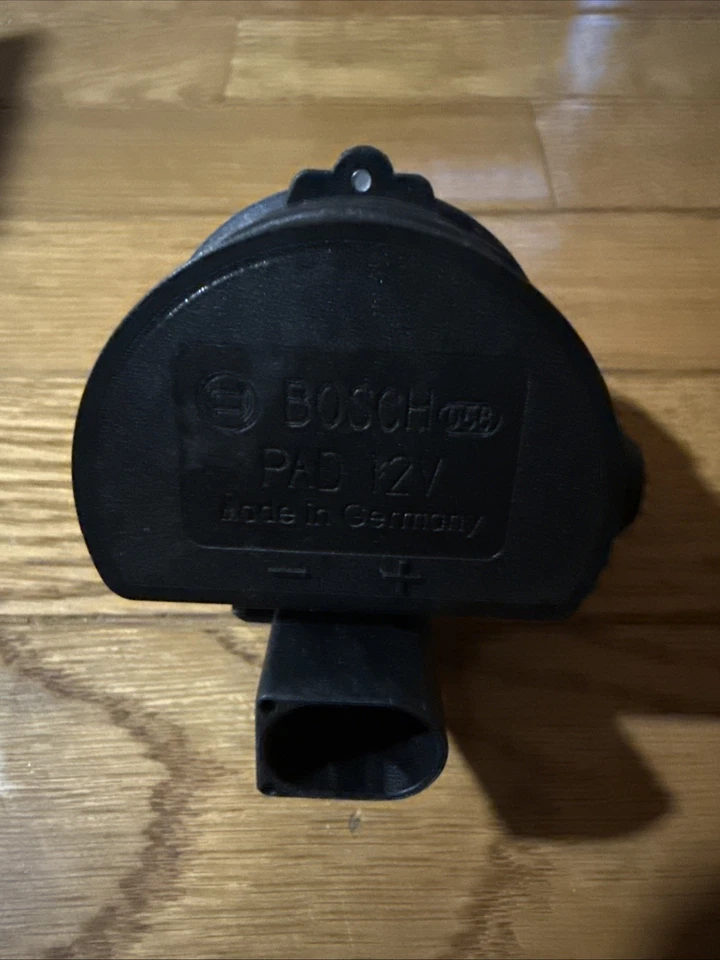 BOSCH
PAD 12V
Made in Germany
- +